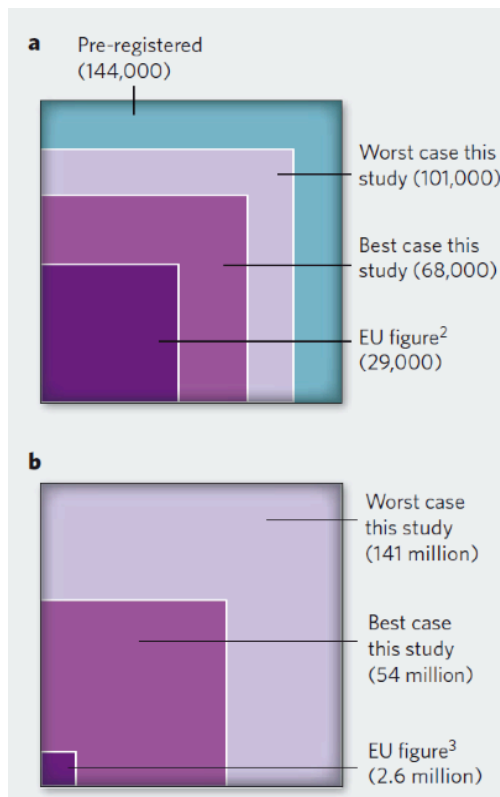 a
Pre-registered
(144,000)
Worst case this
study (101,000)
Best case this
study (68,000)
EU figure²
(29,000)
b
Worst case
this study
(141 million)
Best case
this study
(54 million)
EU figure³
(2.6 million)